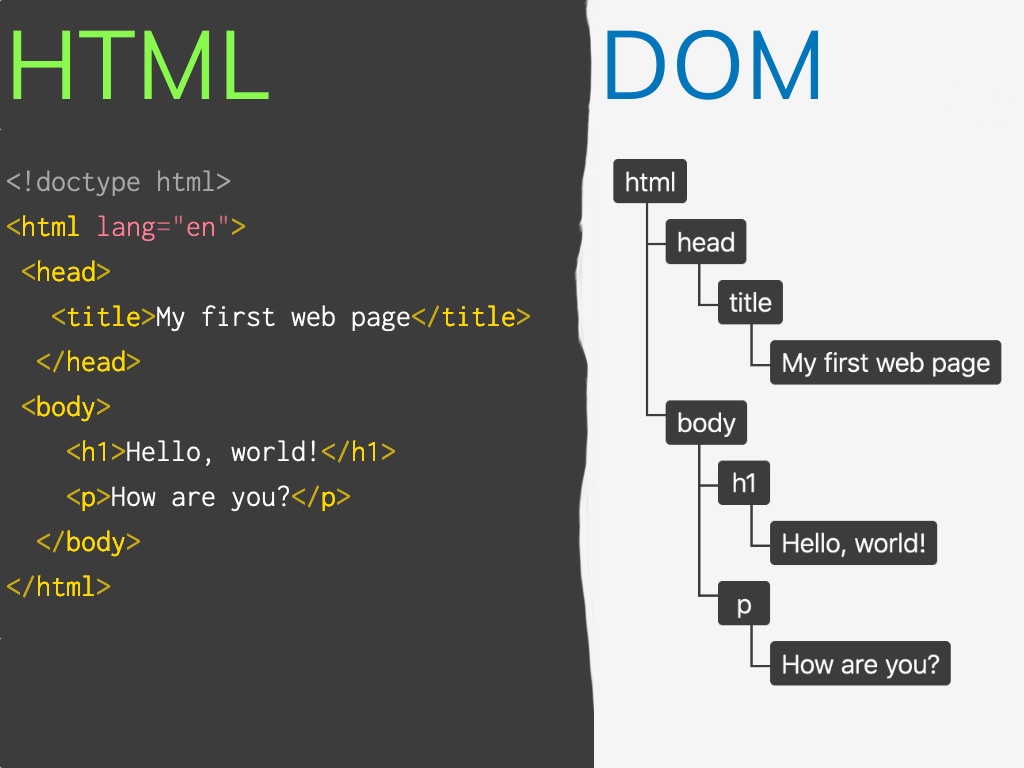 HTML
<!doctype html>
<html lang="en">
<head>
<title>My first web page</title>
</head>
<body>
<h1>Hello, world!</h1>
<p>How are you?</p>
</body>
</html>
DOM
html
head
title
My first web page
body
h1
Hello, world!
p
How are you?